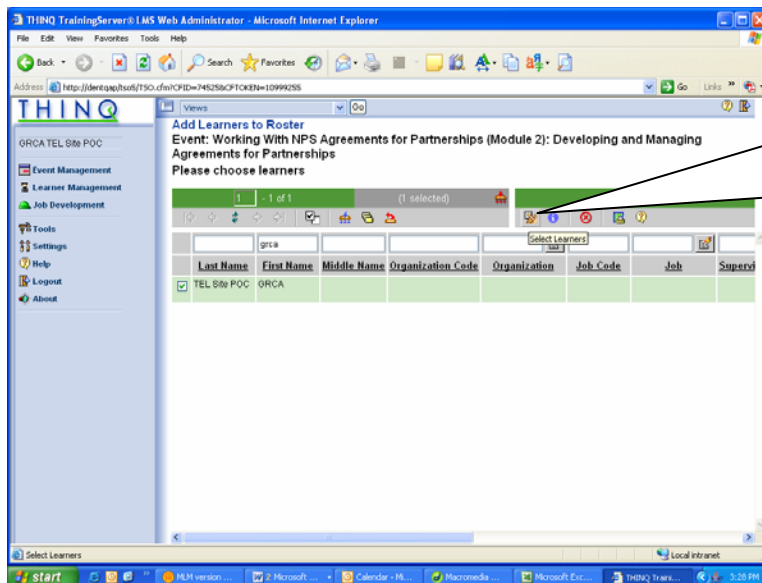 THINQ TrainingServer® LMS Web Administrator - Microsoft Internet Explorer
File Edit View Favorites Tools Help
Back Search Favorites
Address http://dentqap/tso5/TSO.cfm?CFID=74525&CFTOKEN=10999255 Go Links »
THINQ
Views Go
GRCA TEL Site POC
Event Management
Learner Management
Job Development
Tools
Settings
Help
Logout
About
Add Learners to Roster
Event: Working With NPS Agreements for Partnerships (Module 2): Developing and Managing
Agreements for Partnerships
Please choose learners
1 - 1 of 1 (1 selected)
Select Learners
grca
Last Name First Name Middle Name Organization Code Organization Job Code Job Supervi
TEL Site POC GRCA
Select Learners Local intranet
start » MLM version ... 2 Microsoft ... Calendar - Mi... Macromedia ... Microsoft Exc... THINQ Train... 3:28 PM